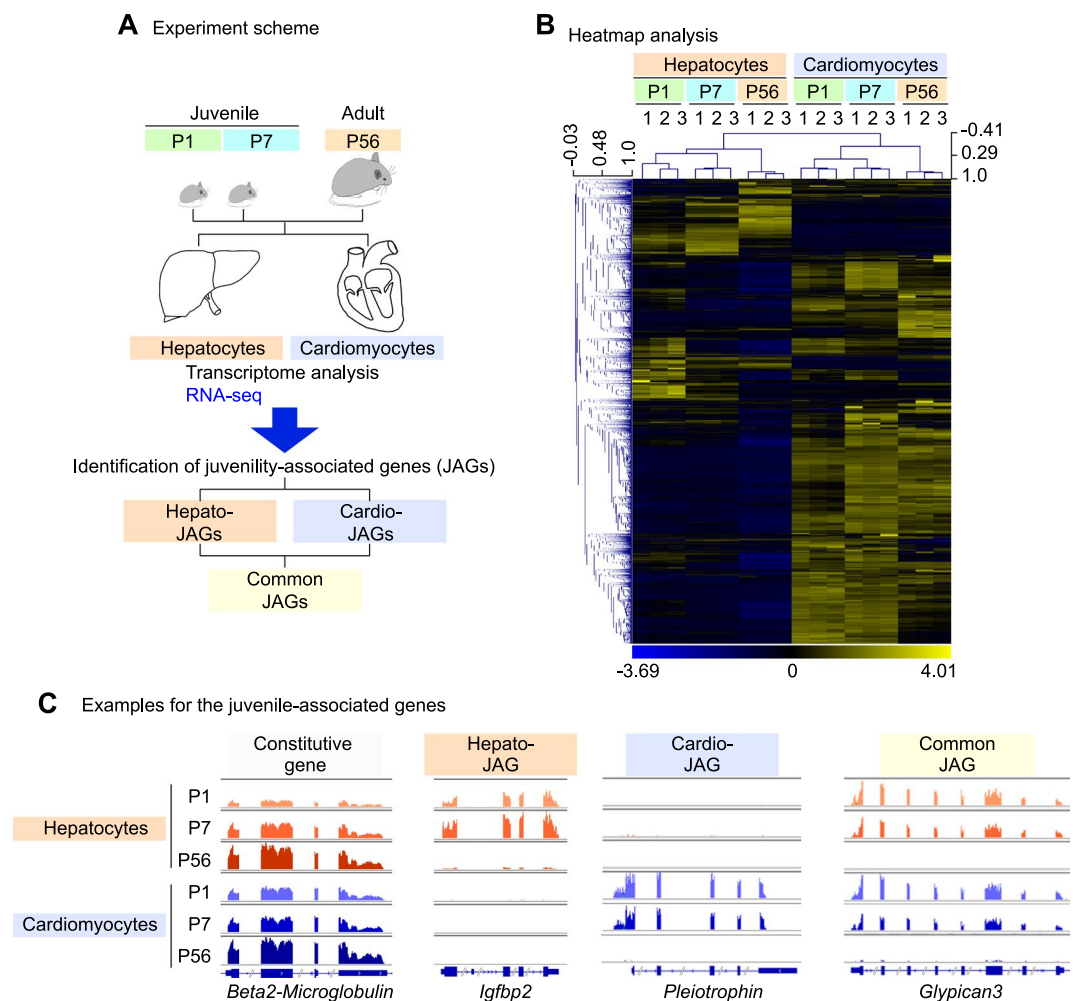 A Experiment scheme
Juvenile
Adult
P1
P7
P56
Hepatocytes
Cardiomyocytes
Transcriptome analysis
RNA-seq
Identification of juvenility-associated genes (JAGs)
Hepato-
JAGs
Cardio-
JAGs
Common
JAGs
B Heatmap analysis
Hepatocytes Cardiomyocytes
P1 P7 P56 P1 P7 P56
1 2 3 1 2 3 1 2 3 1 2 3 1 2 3 1 2 3
-0.03
0.48
1.0
-0.41
0.29
1.0
-3.69 0 4.01
C Examples for the juvenile-associated genes
Constitutive
gene
Hepato-
JAG
Cardio-
JAG
Common
JAG
Hepatocytes
P1
P7
P56
Cardiomyocytes
P1
P7
P56
Beta2-Microglobulin Igfbp2 Pleiotrophin Glypican3